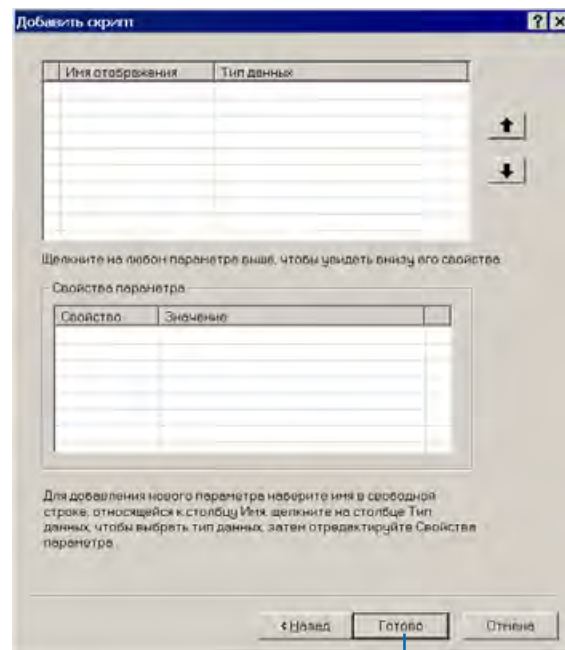 Добавить скрипт
Имя отображения Тип данных
Щелкните на любом параметре выше, чтобы увидеть внизу его свойства
Свойства параметра
Свойство Значение
Для добавления нового параметра наберите имя в свободной
строке, относящейся к столбцу Имя, щелкните на столбце Тип
данных, чтобы выбрать тип данных, затем отредактируйте Свойства
параметра
< Назад Готово Отмена